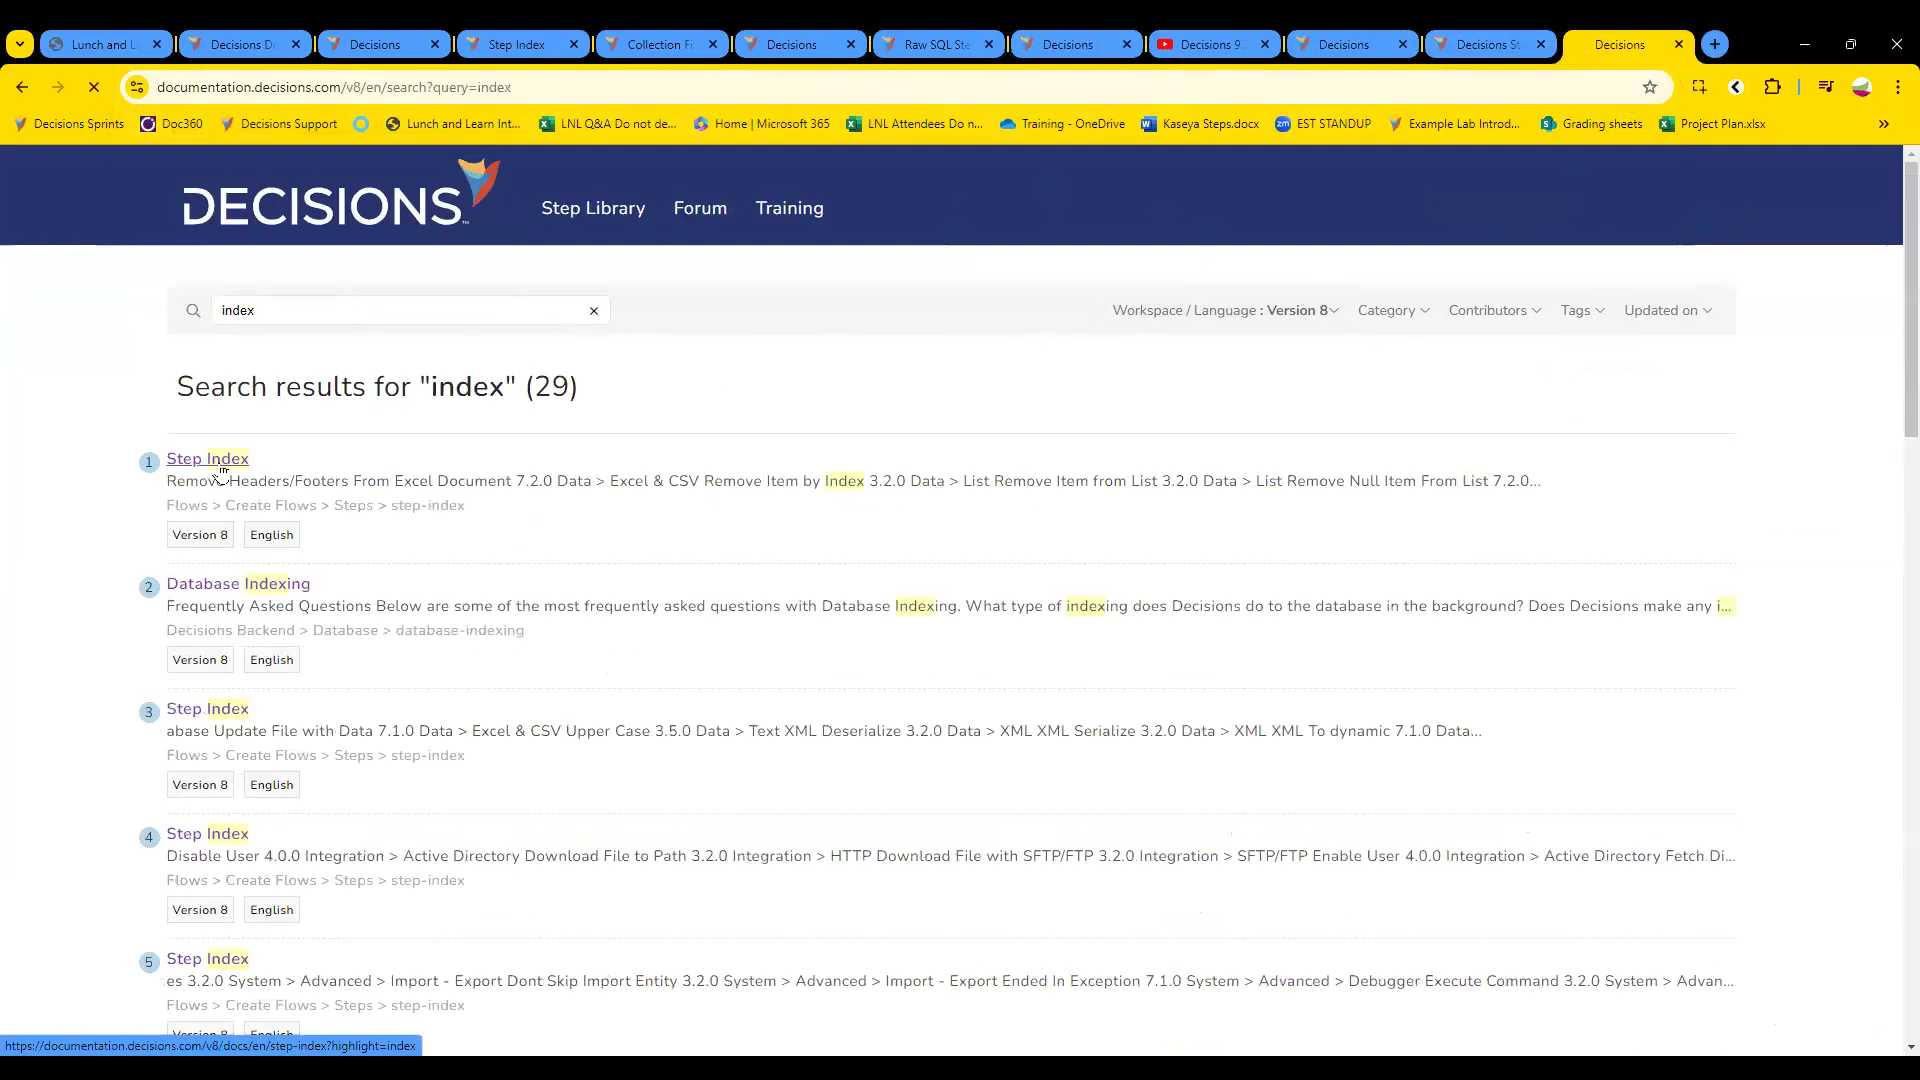 Lunch and L
Decisions D
Decisions
Step Index
Collection F
Decisions
Raw SQL Ste
Decisions
Decisions 9.
Decisions
Decisions St
Decisions
documentation.decisions.com/v8/en/search?query=index
Decisions Sprints
Doc360
Decisions Support
Lunch and Learn Int...
LNL Q&A Do not de...
Home | Microsoft 365
LNL Attendees Do n...
Training - OneDrive
Kaseya Steps.docx
EST STANDUP
Example Lab Introd...
Grading sheets
Project Plan.xlsx
DECISIONS
Step Library
Forum
Training
index
Workspace / Language : Version 8
Category
Contributors
Tags
Updated on
Search results for "index" (29)
1
Step Index
Remove Headers/Footers From Excel Document 7.2.0 Data > Excel & CSV Remove Item by Index 3.2.0 Data > List Remove Item from List 3.2.0 Data > List Remove Null Item From List 7.2.0...
Flows > Create Flows > Steps > step-index
Version 8
English
2
Database Indexing
Frequently Asked Questions Below are some of the most frequently asked questions with Database Indexing. What type of indexing does Decisions do to the database in the background? Does Decisions make any i...
Decisions Backend > Database > database-indexing
Version 8
English
3
Step Index
abase Update File with Data 7.1.0 Data > Excel & CSV Upper Case 3.5.0 Data > Text XML Deserialize 3.2.0 Data > XML XML Serialize 3.2.0 Data > XML XML To dynamic 7.1.0 Data...
Flows > Create Flows > Steps > step-index
Version 8
English
4
Step Index
Disable User 4.0.0 Integration > Active Directory Download File to Path 3.2.0 Integration > HTTP Download File with SFTP/FTP 3.2.0 Integration > SFTP/FTP Enable User 4.0.0 Integration > Active Directory Fetch Di...
Flows > Create Flows > Steps > step-index
Version 8
English
5
Step Index
es 3.2.0 System > Advanced > Import - Export Dont Skip Import Entity 3.2.0 System > Advanced > Import - Export Ended In Exception 7.1.0 System > Advanced > Debugger Execute Command 3.2.0 System > Advan...
Flows > Create Flows > Steps > step-index
Version 8
English
https://documentation.decisions.com/v8/docs/en/step-index?highlight=index